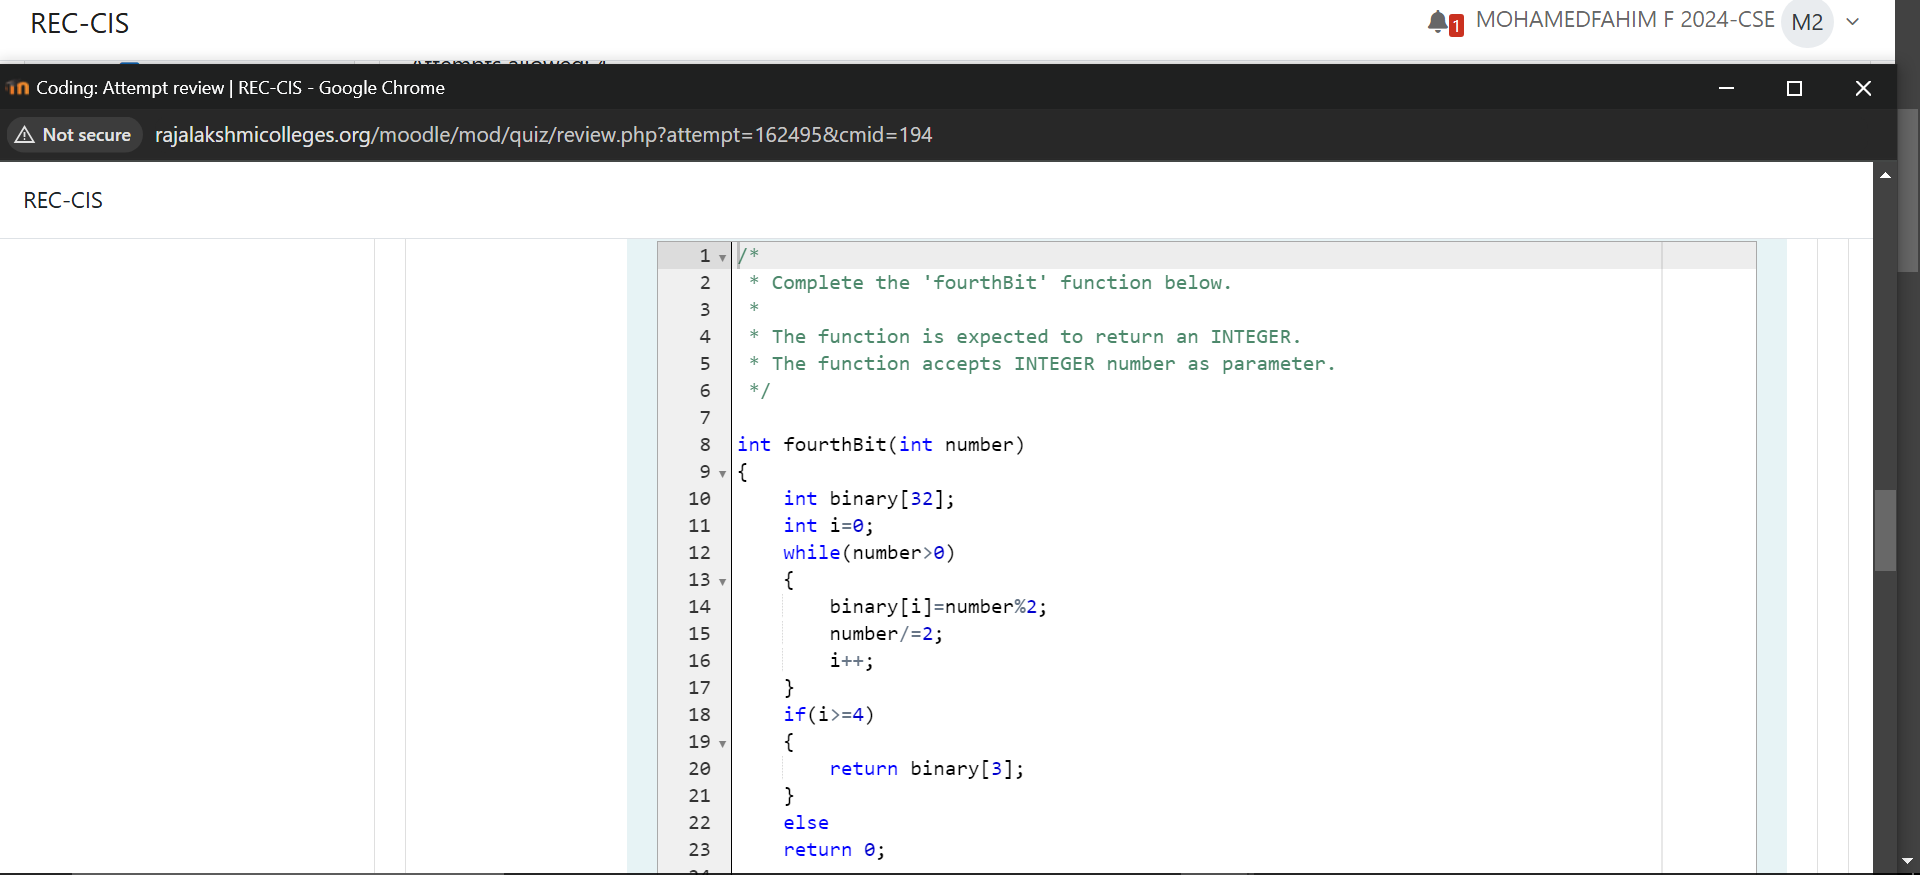 REC-CIS
1
MOHAMEDFAHIM F 2024-CSE
M2
Attempts allowed: 4
Coding: Attempt review | REC-CIS - Google Chrome
Not secure
rajalakshmicolleges.org/moodle/mod/quiz/review.php?attempt=162495&cmid=194
REC-CIS
1 /*
2  * Complete the 'fourthBit' function below.
3  *
4  * The function is expected to return an INTEGER.
5  * The function accepts INTEGER number as parameter.
6  */
7
8 int fourthBit(int number)
9 {
10     int binary[32];
11     int i=0;
12     while(number>0)
13     {
14         binary[i]=number%2;
15         number/=2;
16         i++;
17     }
18     if(i>=4)
19     {
20         return binary[3];
21     }
22     else
23     return 0;